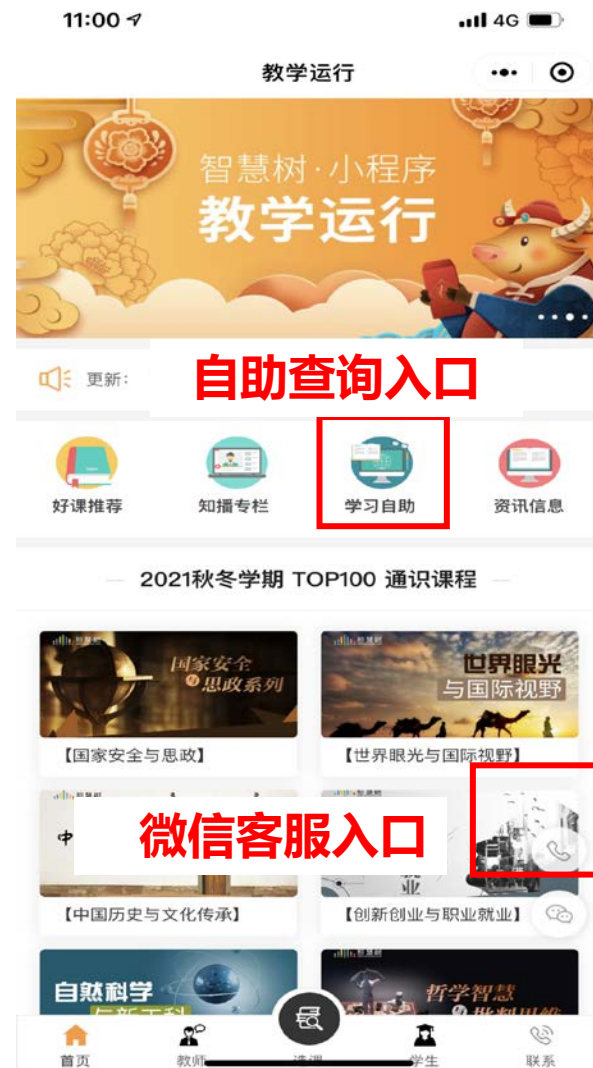 11:00
4G
教学运行
智慧树·小程序
教学运行
更新：
自助查询入口
好课推荐
知播专栏
学习自助
资讯信息
2021秋冬学期 TOP100 通识课程
国家安全
与思政系列
世界眼光
与国际视野
【国家安全与思政】
【世界眼光与国际视野】
中
微信客服入口
业
【中国历史与文化传承】
【创新创业与职业就业】
自然科学
哲学智慧
首页
教师
选课
学生
联系